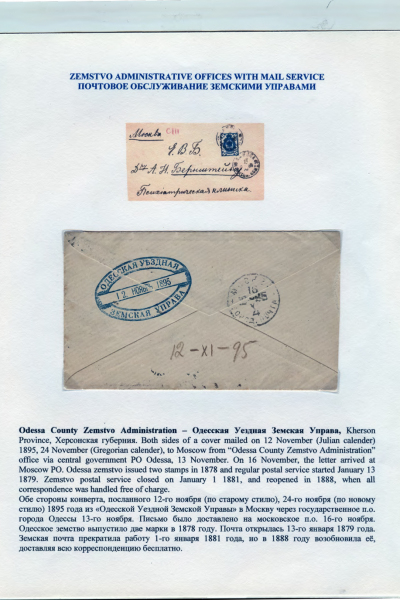 ZEMSTVO ADMINISTRATIVE OFFICES WITH MAIL SERVICE
ПОЧТОВОЕ ОБСЛУЖИВАНИЕ ЗЕМСКИМИ УПРАВАМИ
Москва
Е.В.Б.
А.Н. Бернштейну
Психіатрическая клиника
ОДЕССКАЯ УѢЗДНАЯ
12 НОЯБ. 1895
ЗЕМСКАЯ УПРАВА
16
12-XI-95
Odessa County Zemstvo Administration – Одесская Уездная Земская Управа, Kherson
Province, Херсонская губерния. Both sides of a cover mailed on 12 November (Julian calender)
1895, 24 November (Gregorian calender), to Moscow from “Odessa County Zemstvo Administration”
office via central government PO Odessa, 13 November. On 16 November, the letter arrived at
Moscow PO. Odessa zemstvo issued two stamps in 1878 and regular postal service started January 13
1879. Zemstvo postal service closed on January 1 1881, and reopened in 1888, when all
correspondence was handled free of charge.
Обе стороны конверта, посланного 12-го ноября (по старому стилю), 24-го ноября (по новому
стилю) 1895 года из «Одесской Уездной Земской Управы» в Москву через государственное п.о.
города Одессы 13-го ноября. Письмо было доставлено на московское п.о. 16-го ноября.
Одесское земство выпустило две марки в 1878 году. Почта открылась 13-го января 1879 года.
Земская почта прекратила работу 1-го января 1881 года, но в 1888 году возобновила её,
доставляя всю корреспонденцию бесплатно.